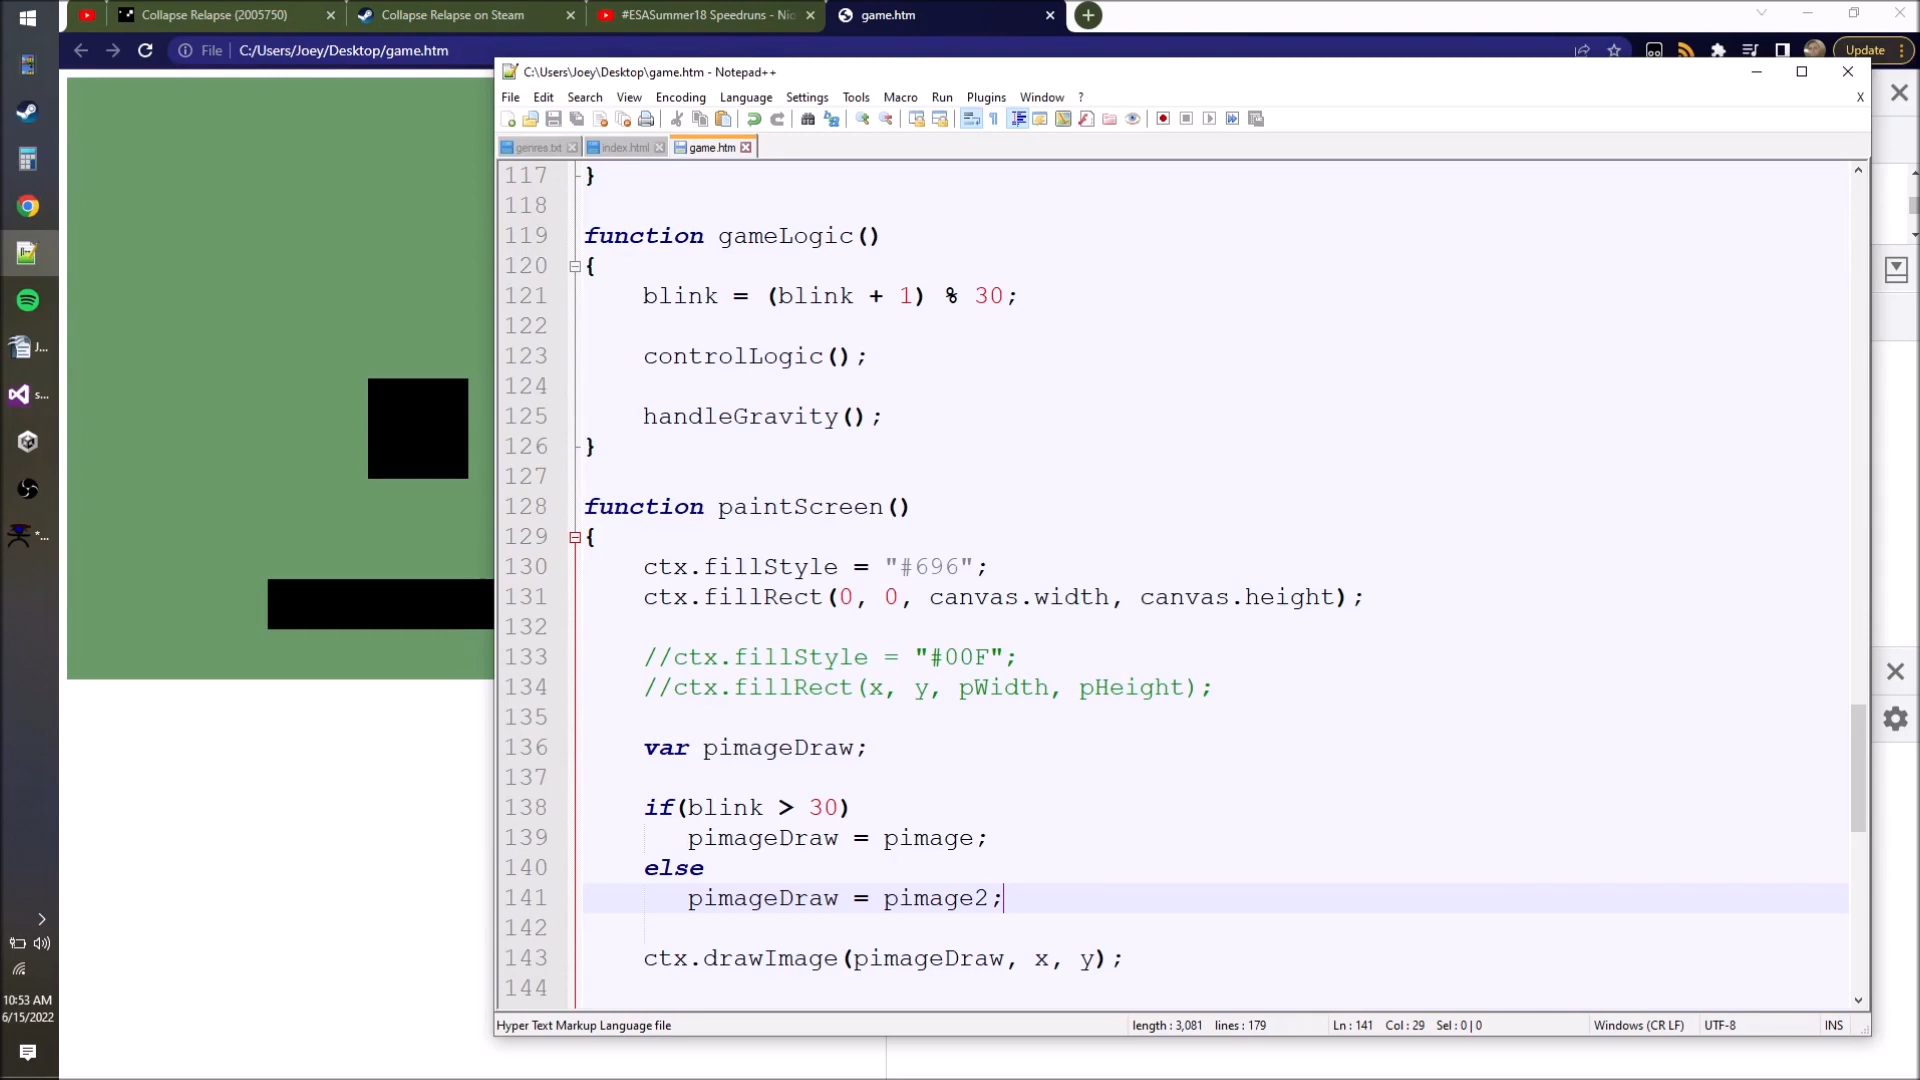 Collapse Relapse (2005750)
Collapse Relapse on Steam
#ESASummer18 Speedruns - Nic
game.htm
File
C:/Users/Joey/Desktop/game.htm
Update
C:\Users\Joey\Desktop\game.htm - Notepad++
File Edit Search View Encoding Language Settings Tools Macro Run Plugins Window ?
X
genres.txt index.html game.htm
117 }
118
119 function gameLogic()
120 {
121 blink = (blink + 1) % 30;
122
123 controlLogic();
124
125 handleGravity();
126 }
127
128 function paintScreen()
129 {
130 ctx.fillStyle = "#696";
131 ctx.fillRect(0, 0, canvas.width, canvas.height);
132
133 //ctx.fillStyle = "#00F";
134 //ctx.fillRect(x, y, pWidth, pHeight);
135
136 var pimageDraw;
137
138 if(blink > 30)
139 pimageDraw = pimage;
140 else
141 pimageDraw = pimage2;
142
143 ctx.drawImage(pimageDraw, x, y);
144
Hyper Text Markup Language file length : 3,081 lines : 179 Ln : 141 Col : 29 Sel : 0 | 0 Windows (CR LF) UTF-8 INS
J...
s...
*...
10:53 AM
6/15/2022